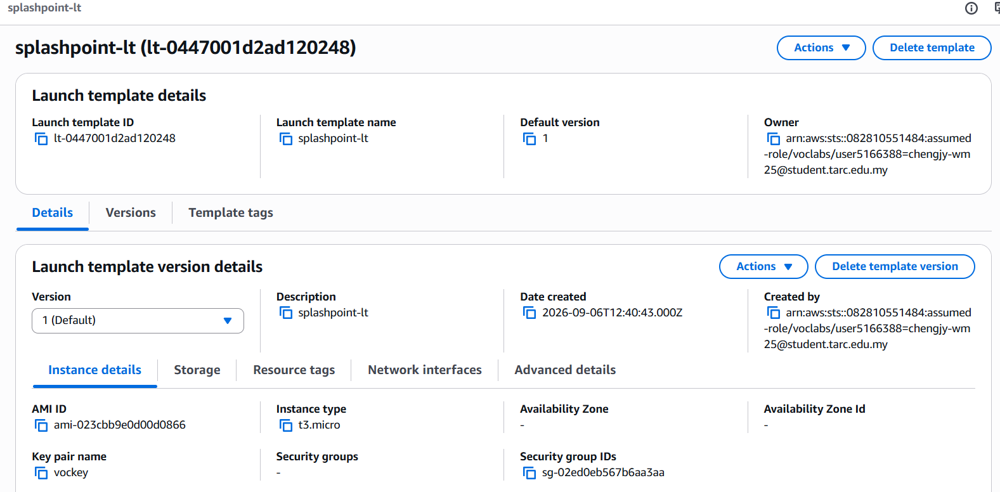 splashpoint-lt
splashpoint-lt (lt-0447001d2ad120248)
Actions
Delete template
Launch template details
Launch template ID
lt-0447001d2ad120248
Launch template name
splashpoint-lt
Default version
1
Owner
arn:aws:sts::082810551484:assumed
-role/voclabs/user5166388=chengjy-wm
25@student.tarc.edu.my
Details
Versions
Template tags
Launch template version details
Actions
Delete template version
Version
1 (Default)
Description
splashpoint-lt
Date created
2026-09-06T12:40:43.000Z
Created by
arn:aws:sts::082810551484:assumed
-role/voclabs/user5166388=chengjy-wm
25@student.tarc.edu.my
Instance details
Storage
Resource tags
Network interfaces
Advanced details
AMI ID
ami-023cbb9e0d00d0866
Instance type
t3.micro
Availability Zone
-
Availability Zone Id
-
Key pair name
vockey
Security groups
-
Security group IDs
sg-02ed0eb567b6aa3aa